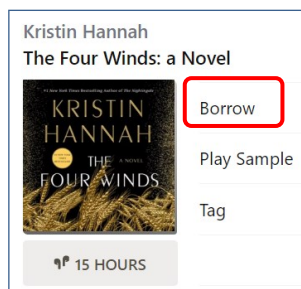 Kristin Hannah
The Four Winds: a Novel
#1 New York Times Bestselling Author of The Nightingale
KRISTIN
HANNAH
THE
A NOVEL
FOUR WINDS
Borrow
Play Sample
Tag
15 HOURS